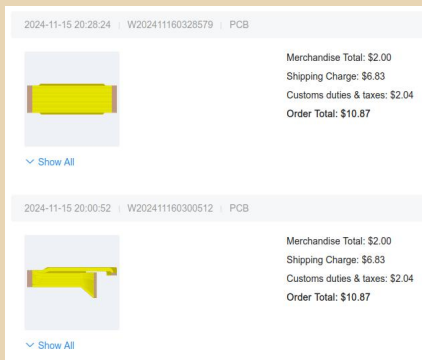 2024-11-15 20:28:24 | W202411160328579 | PCB
Merchandise Total: $2.00
Shipping Charge: $6.83
Customs duties & taxes: $2.04
Order Total: $10.87
Show All
2024-11-15 20:00:52 | W202411160300512 | PCB
Merchandise Total: $2.00
Shipping Charge: $6.83
Customs duties & taxes: $2.04
Order Total: $10.87
Show All